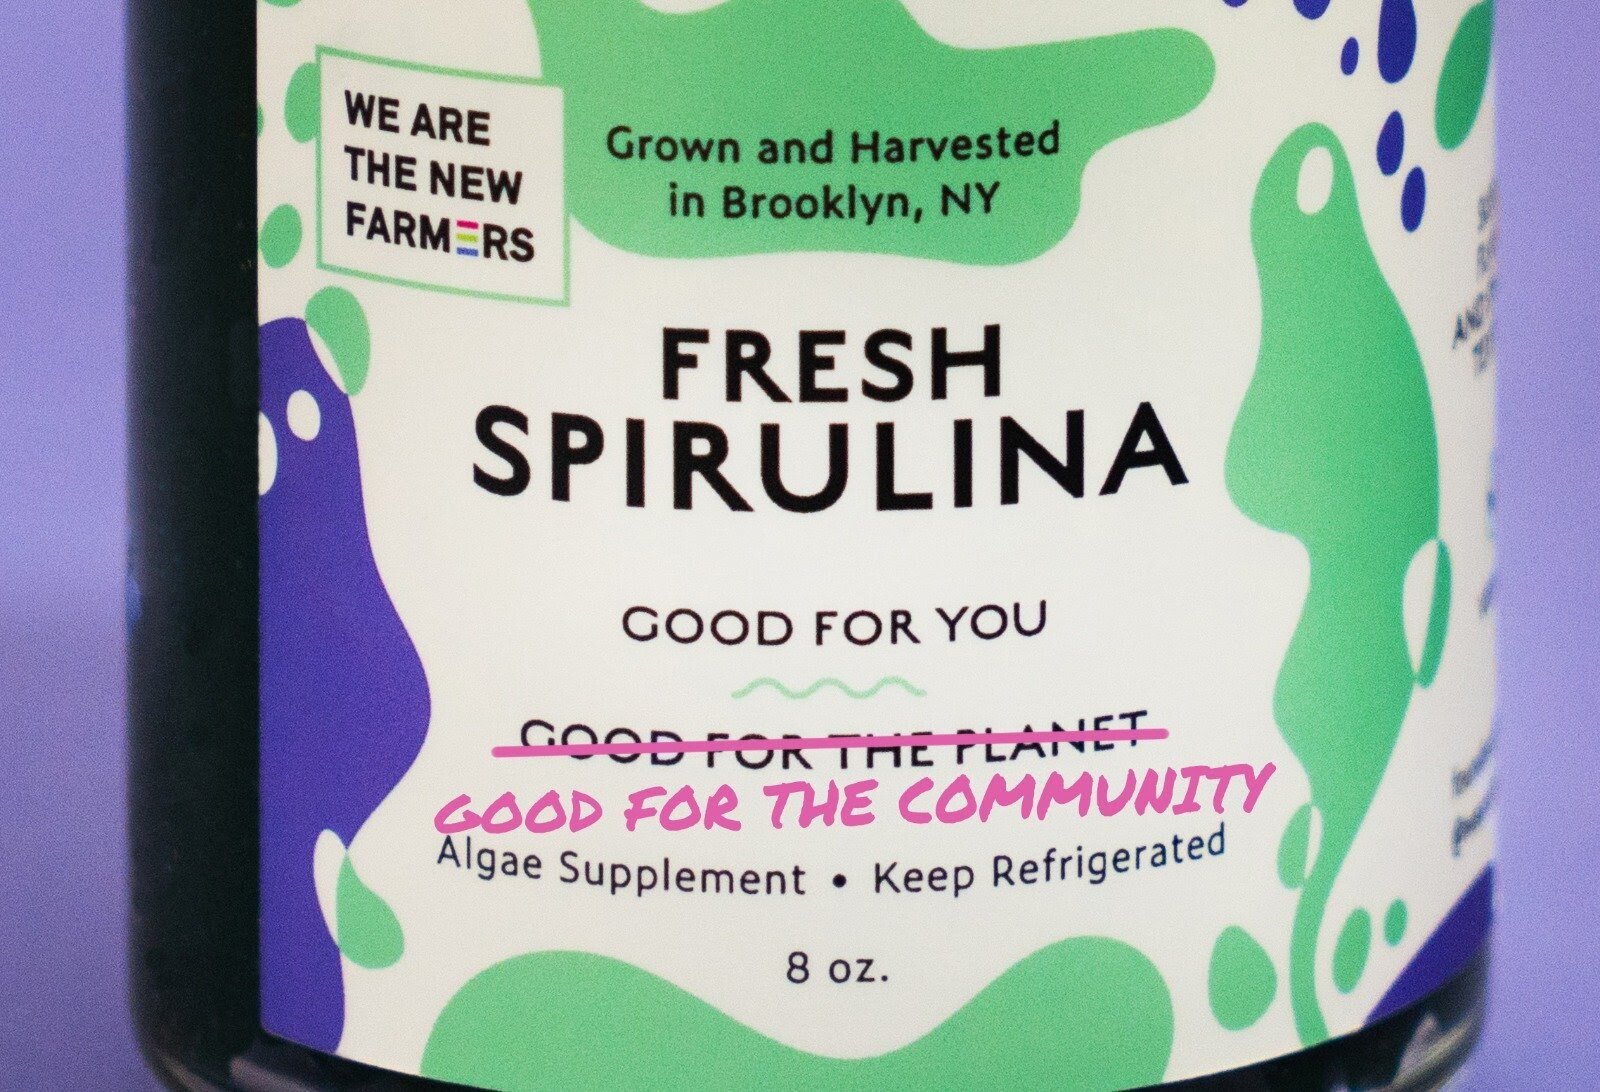 WE ARE
THE NEW
FARMERS
Grown and Harvested
in Brooklyn, NY
FRESH
SPIRULINA
GOOD FOR YOU
GOOD FOR THE PLANET
GOOD FOR THE COMMUNITY
Algae Supplement • Keep Refrigerated
8 oz.